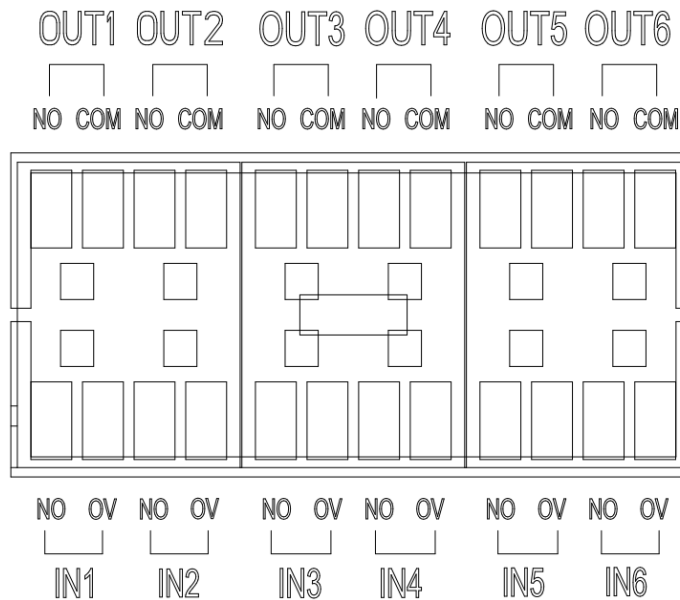 OUT1 OUT2 OUT3 OUT4 OUT5 OUT6
NO COM NO COM NO COM NO COM NO COM NO COM
NO OV NO OV NO OV NO OV NO OV NO OV
IN1 IN2 IN3 IN4 IN5 IN6